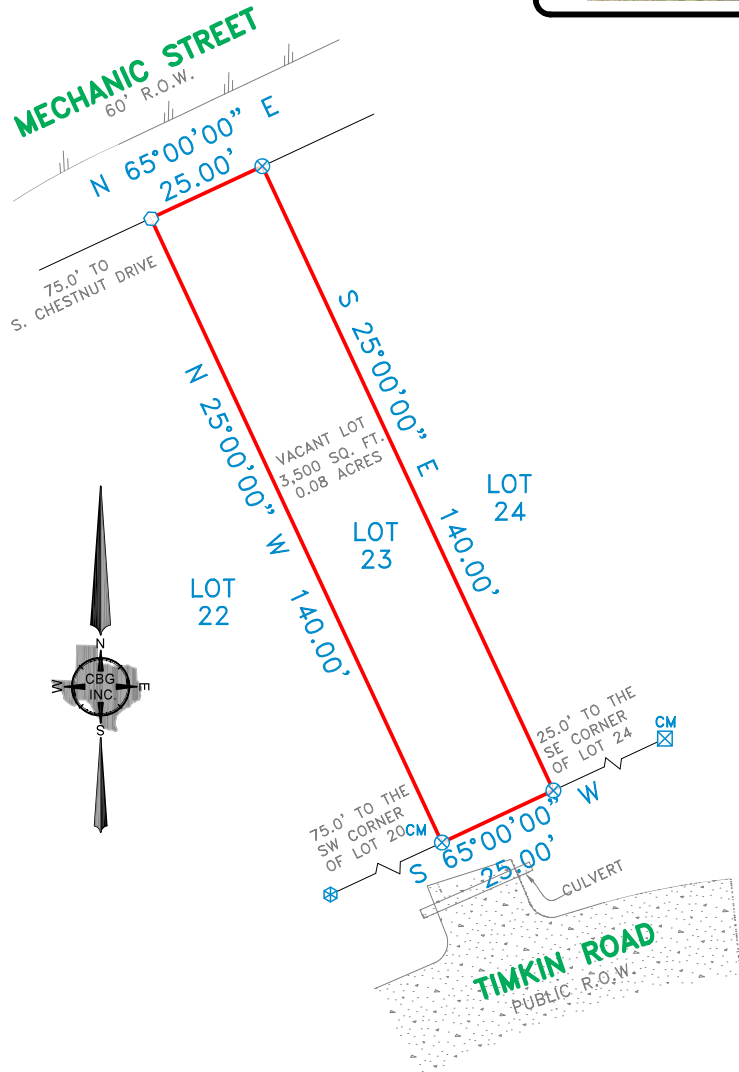 MECHANIC STREET
60' R.O.W.
N 65°00'00" E
25.00'
75.0' TO
S. CHESTNUT DRIVE
S 25°00'00" E 140.00'
N 25°00'00" W 140.00'
VACANT LOT
3,500 SQ. FT.
0.08 ACRES
LOT
24
LOT
23
LOT
22
N
W
CBG
INC.
E
S
25.0' TO THE
SE CORNER
OF LOT 24
CM
75.0' TO THE
SW CORNER
OF LOT 20
CM
S 65°00'00" W
25.00'
CULVERT
TIMKIN ROAD
PUBLIC R.O.W.